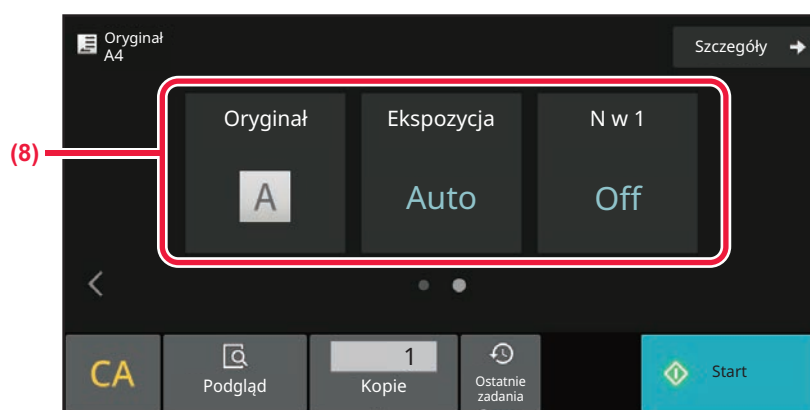 Oryginał
A4
Szczegóły
(8)
Oryginał
Ekspozycja
N w 1
A
Auto
Off
CA
Podgląd
1
Kopie
Ostatnie
zadania
Start